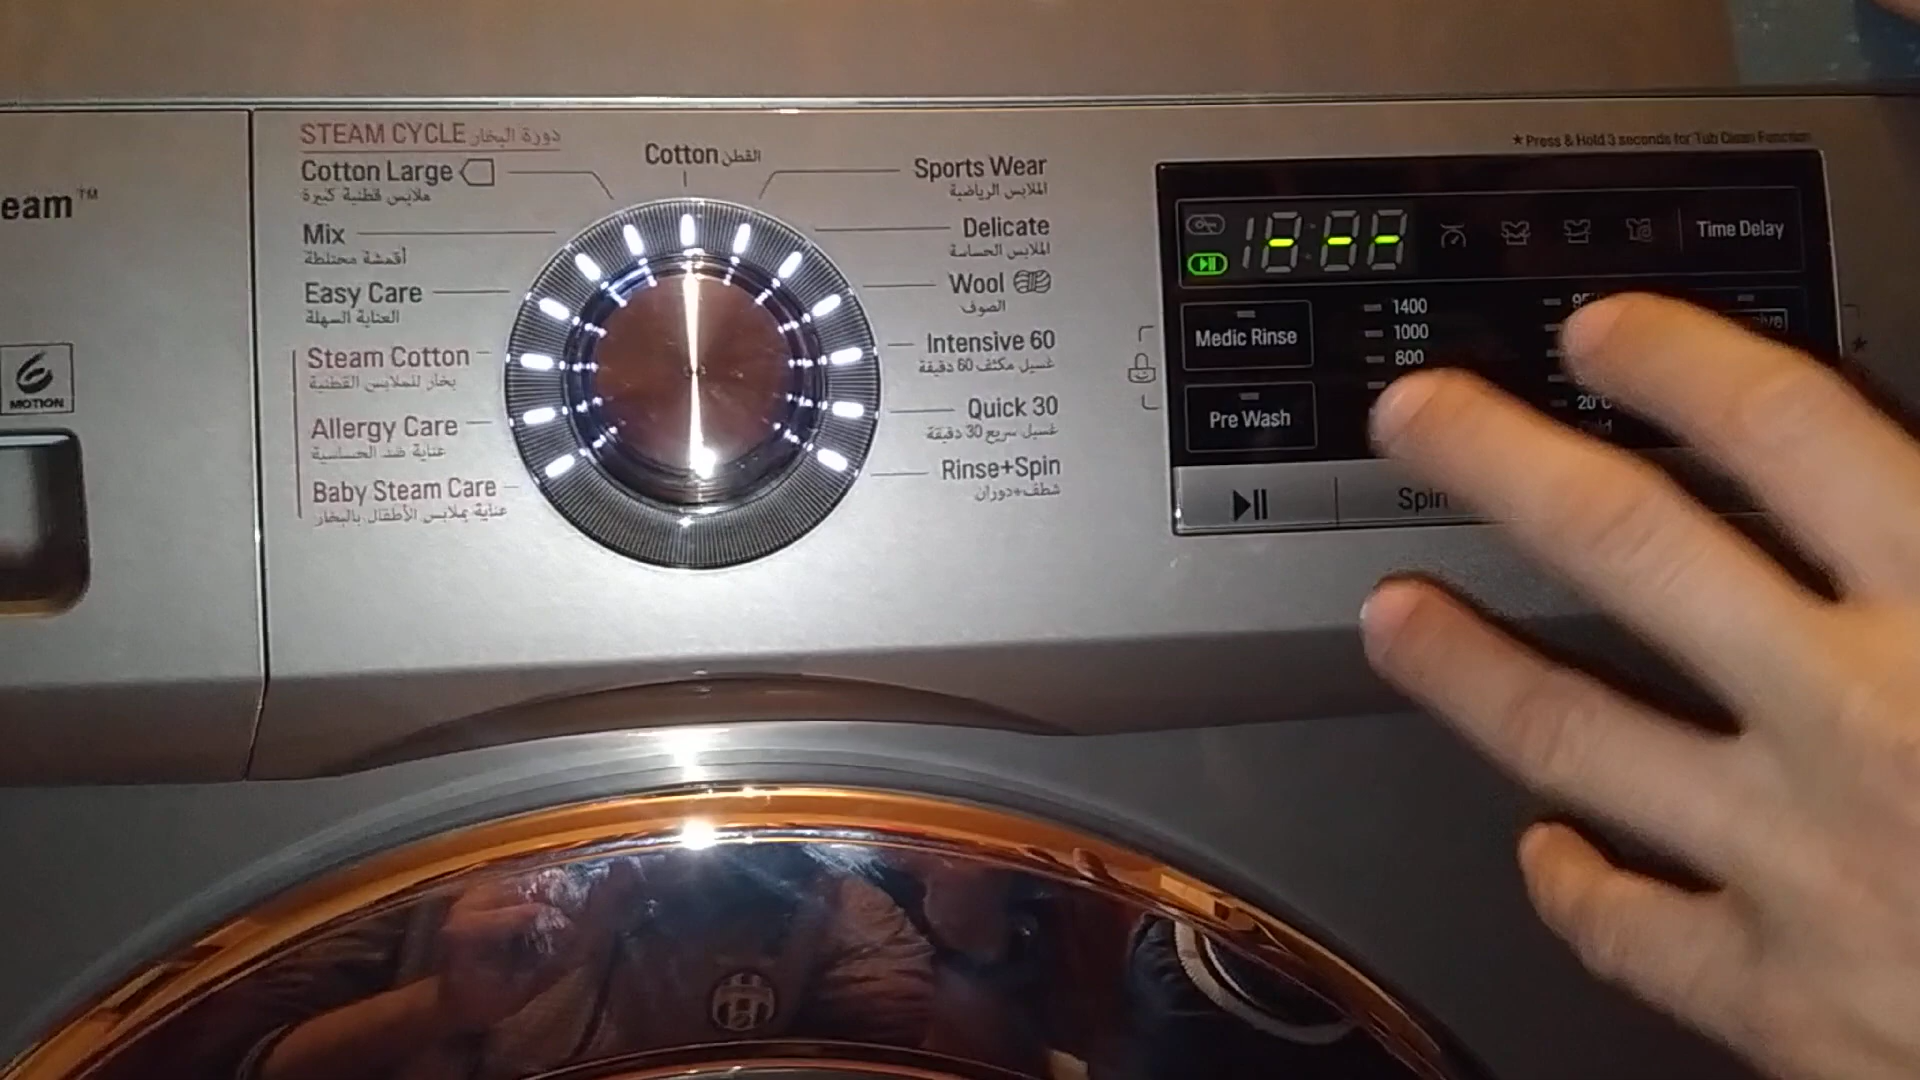 eam™
MOTION
STEAM CYCLE دورة البخار
Cotton Large
ملابس قطنية كبيرة
Mix
أقمشة مختلطة
Easy Care
العناية السهلة
Steam Cotton
بخار للملابس القطنية
Allergy Care
عناية ضد الحساسية
Baby Steam Care
عناية بملابس الأطفال بالبخار
Cotton القطن
Sports Wear
الملابس الرياضية
Delicate
الملابس الحساسة
Wool
الصوف
Intensive 60
غسيل مكثف 60 دقيقة
Quick 30
غسيل سريع 30 دقيقة
Rinse+Spin
شطف+دوران
★ Press & Hold 3 seconds for Tub Clean Function
- - -
Time Delay
Medic Rinse
Pre Wash
1400
1000
800
20°C
Spin